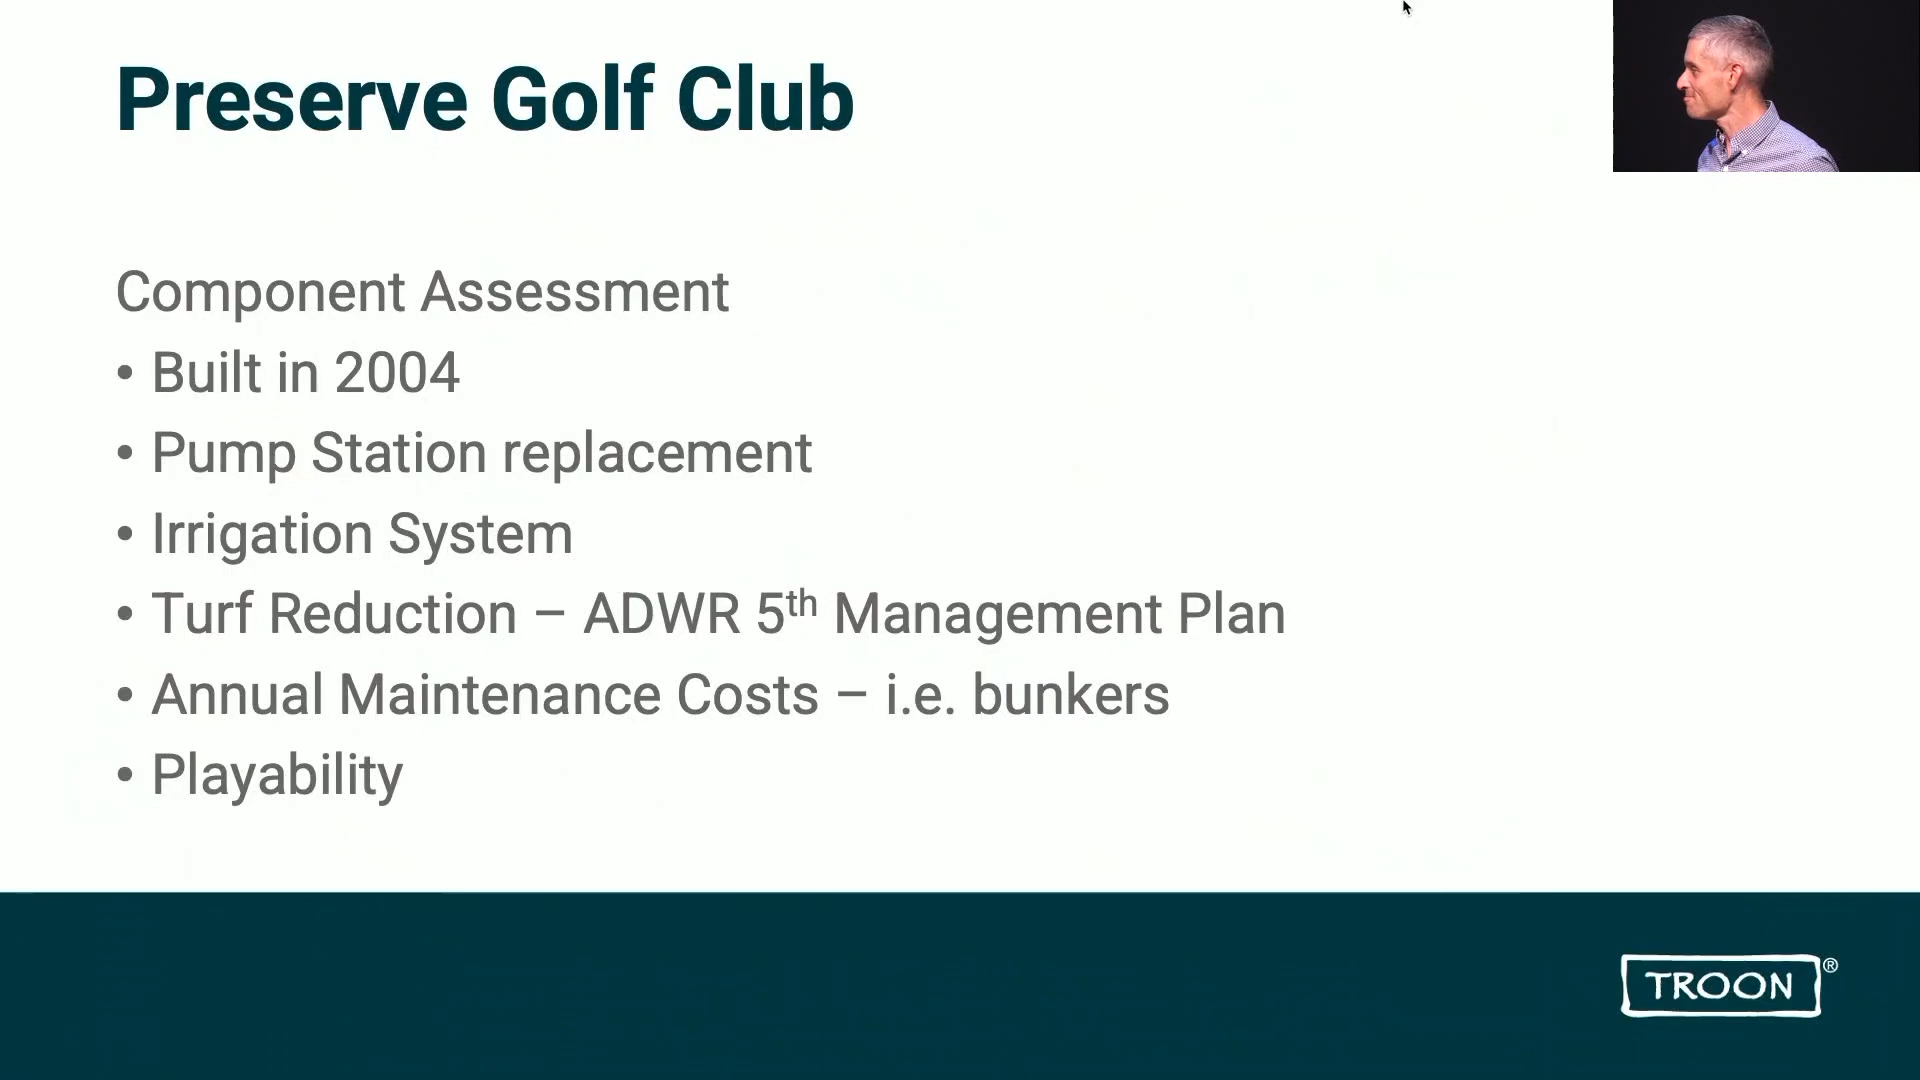 Preserve Golf Club
Component Assessment
• Built in 2004
• Pump Station replacement
• Irrigation System
• Turf Reduction – ADWR 5th Management Plan
• Annual Maintenance Costs – i.e. bunkers
• Playability
TROON®